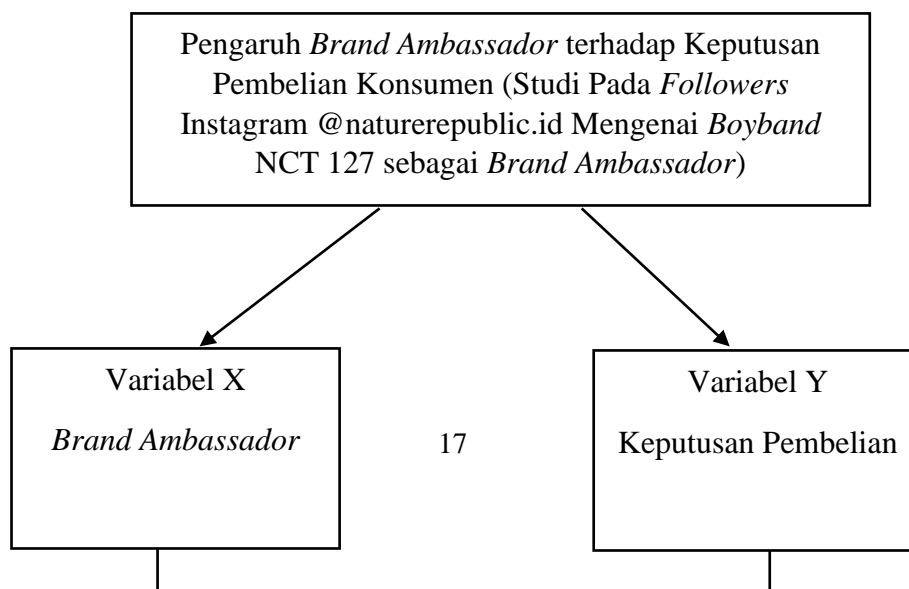 Pengaruh Brand Ambassador terhadap Keputusan
Pembelian Konsumen (Studi Pada Followers
Instagram @naturerepublic.id Mengenai Boyband
NCT 127 sebagai Brand Ambassador)
Variabel X
Brand Ambassador
17
Variabel Y
Keputusan Pembelian